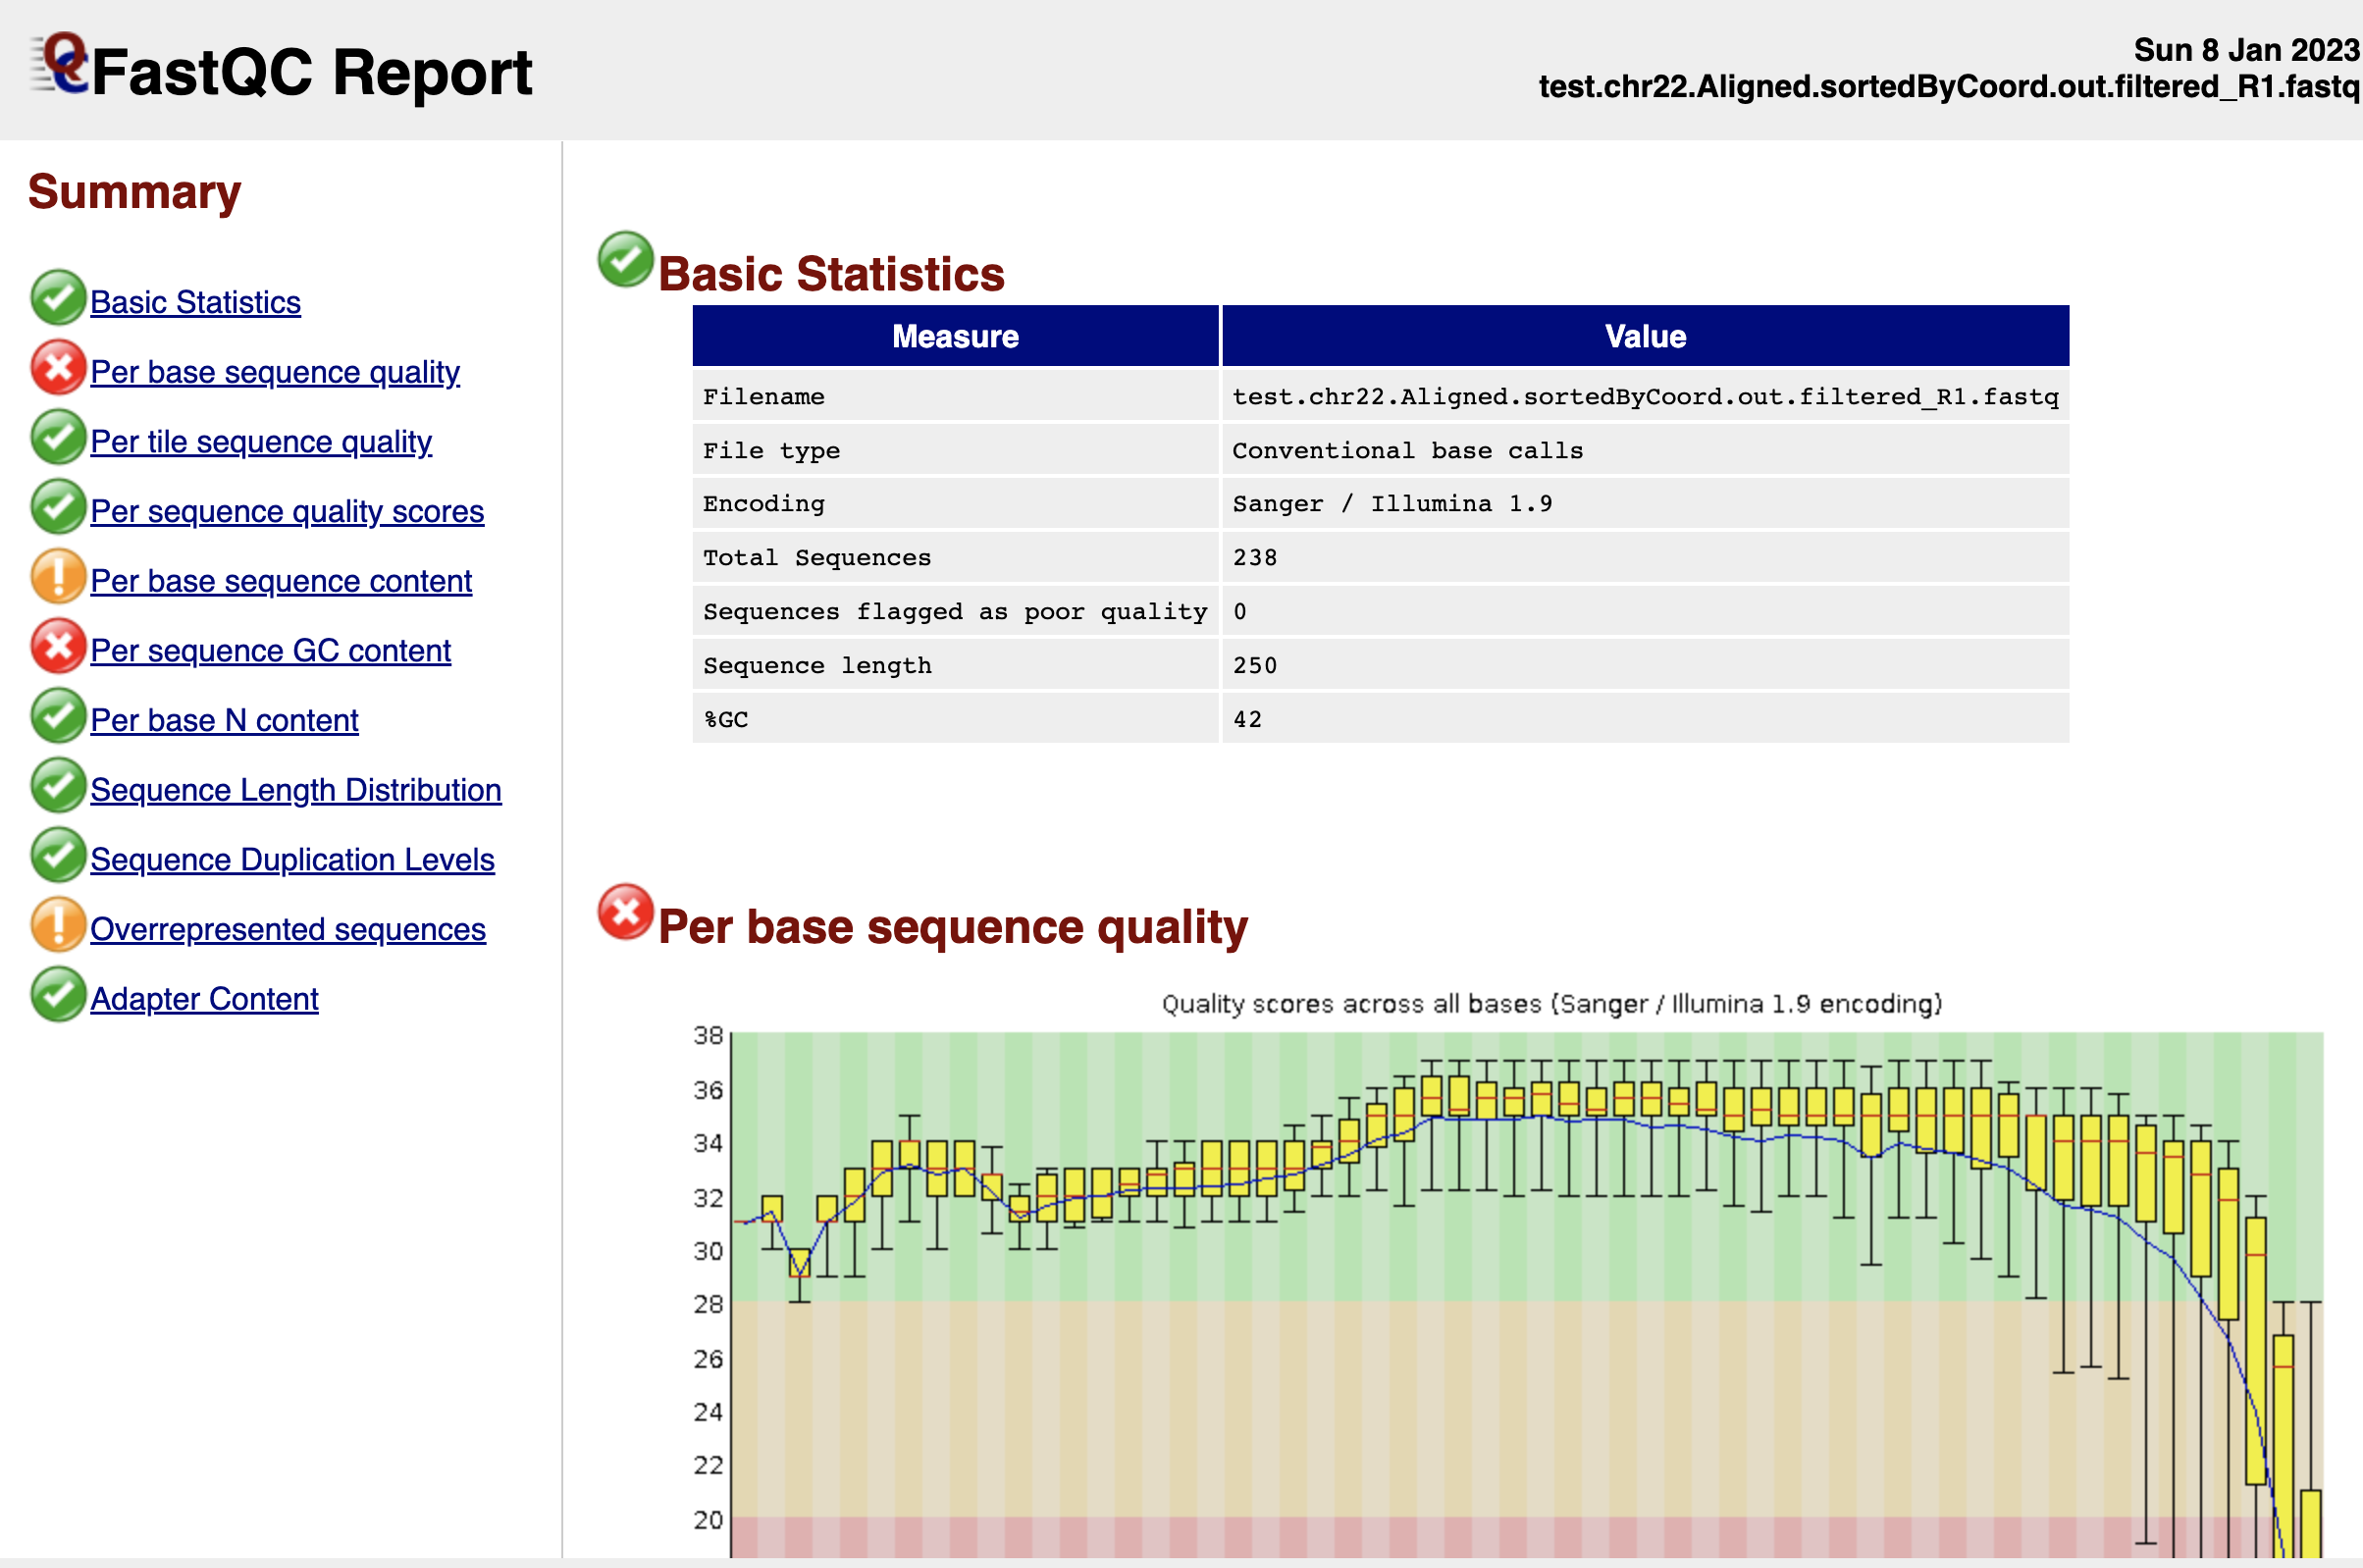 FastQC Report
Sun 8 Jan 2023
test.chr22.Aligned.sortedByCoord.out.filtered_R1.fastq
Summary
Basic Statistics
Per base sequence quality
Per tile sequence quality
Per sequence quality scores
Per base sequence content
Per sequence GC content
Per base N content
Sequence Length Distribution
Sequence Duplication Levels
Overrepresented sequences
Adapter Content
Basic Statistics
Measure Value
Filename test.chr22.Aligned.sortedByCoord.out.filtered_R1.fastq
File type Conventional base calls
Encoding Sanger / Illumina 1.9
Total Sequences 238
Sequences flagged as poor quality 0
Sequence length 250
%GC 42
Per base sequence quality
Quality scores across all bases (Sanger / Illumina 1.9 encoding)
38
36
34
32
30
28
26
24
22
20